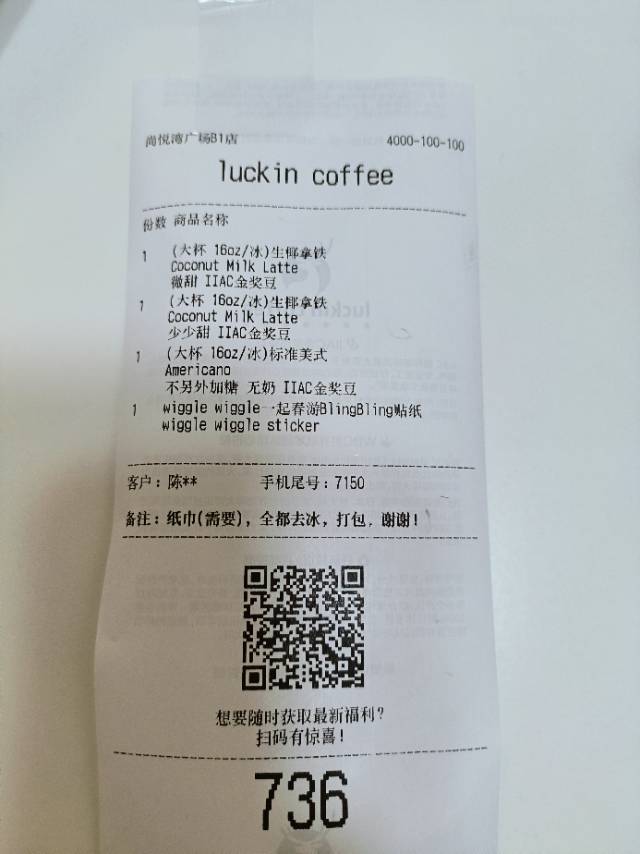 尚悦湾广场B1店 4000-100-100
luckin coffee
份数 商品名称
1 (大杯 16oz/冰)生椰拿铁
Coconut Milk Latte
微甜 IIAC金奖豆
1 (大杯 16oz/冰)生椰拿铁
Coconut Milk Latte
少少甜 IIAC金奖豆
1 (大杯 16oz/冰)标准美式
Americano
不另外加糖 无奶 IIAC金奖豆
1 wiggle wiggle一起春游BlingBling贴纸
wiggle wiggle sticker
客户：陈** 手机尾号：7150
备注：纸巾(需要)，全都去冰，打包，谢谢！
想要随时获取最新福利？
扫码有惊喜！
736